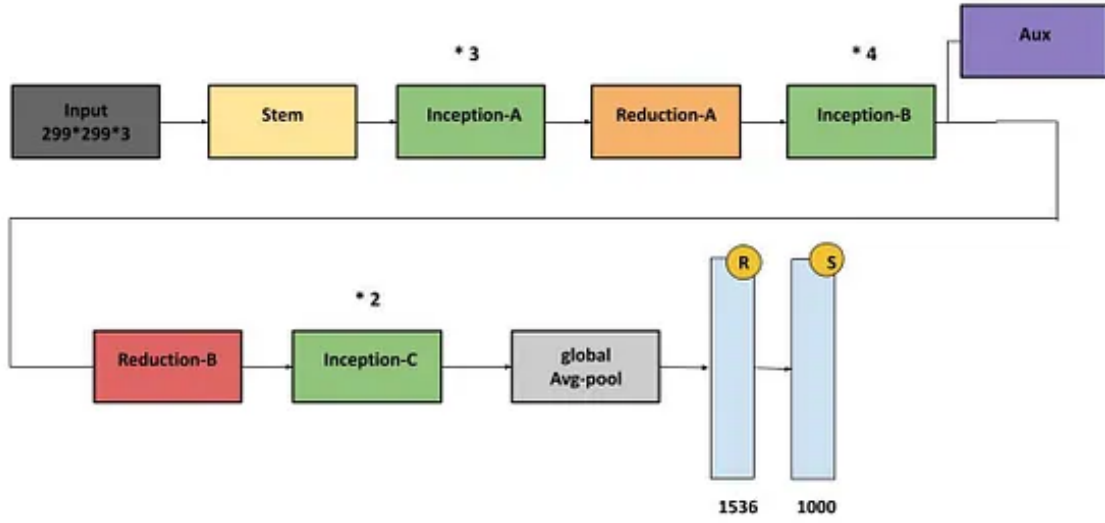 Aux
* 3
* 4
Input
299*299*3
Stem
Inception-A
Reduction-A
Inception-B
R
S
* 2
Reduction-B
Inception-C
global
Avg-pool
1536
1000